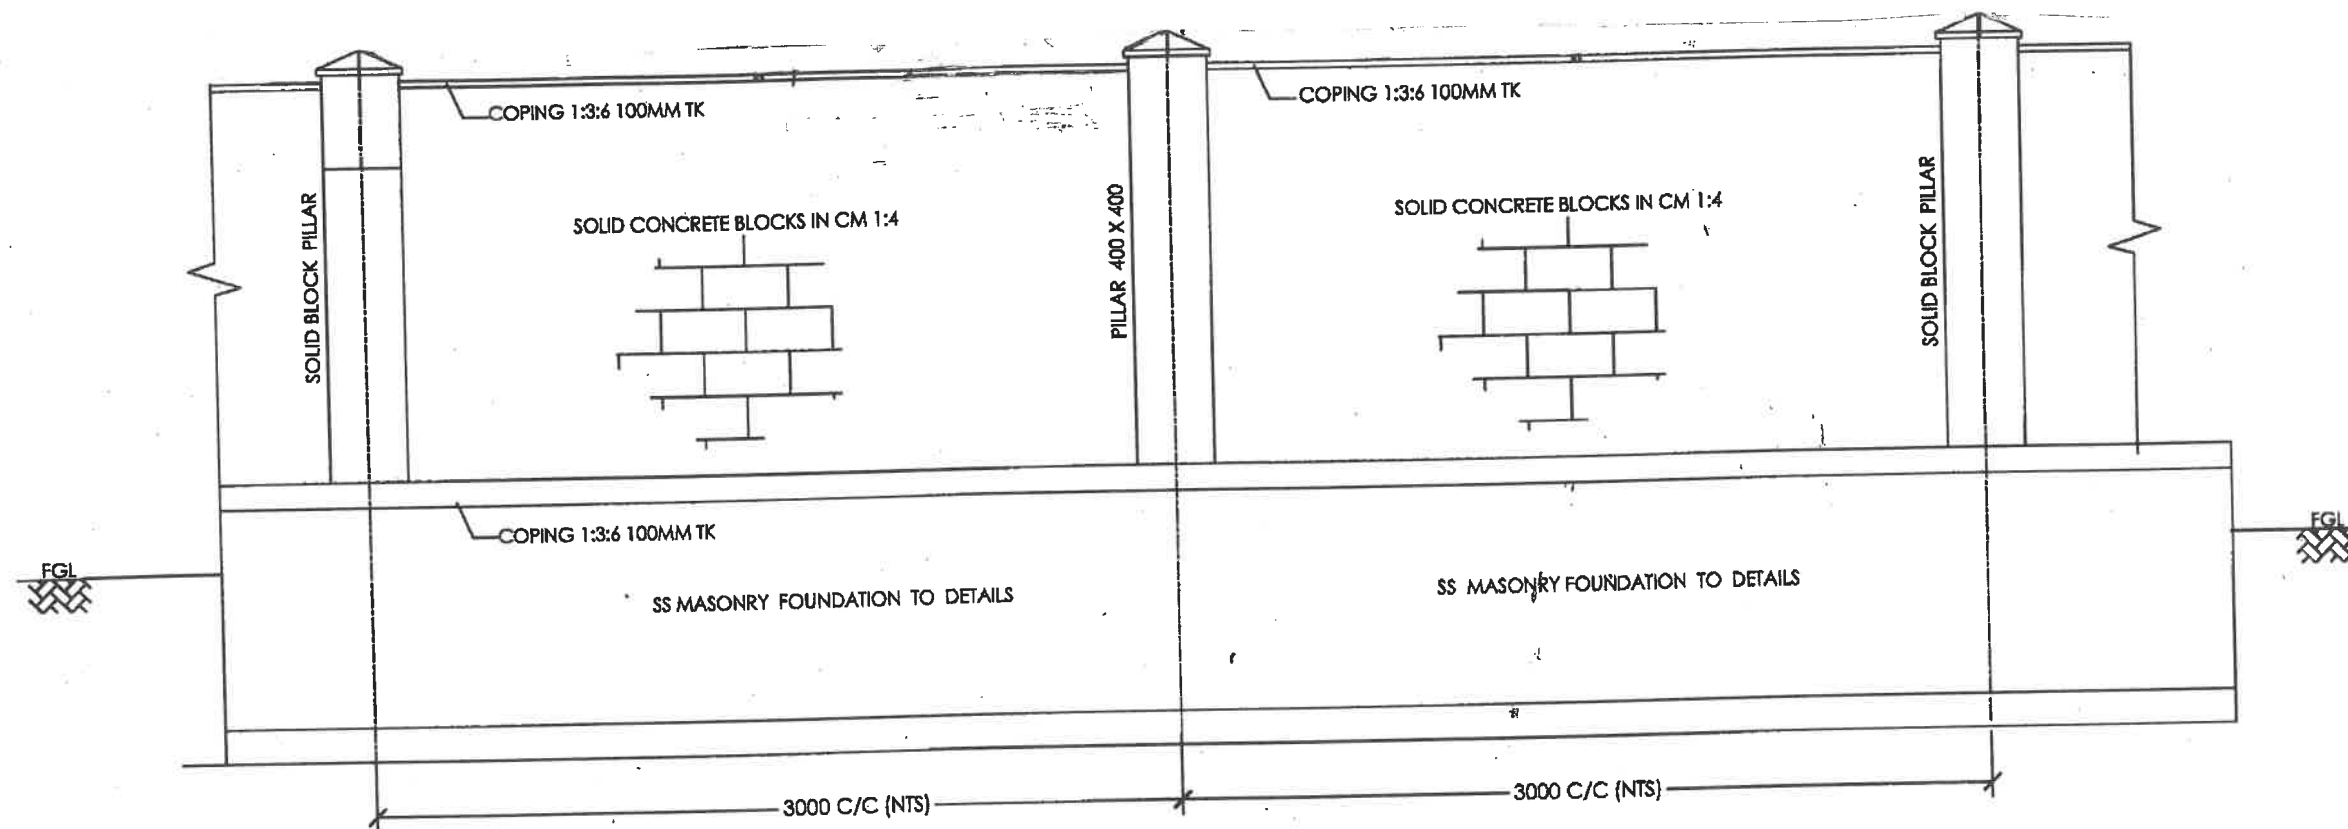 COPING 1:3:6 100MM TK
COPING 1:3:6 100MM TK
SOLID BLOCK PILLAR
SOLID CONCRETE BLOCKS IN CM 1:4
PILLAR 400 X 400
SOLID CONCRETE BLOCKS IN CM 1:4
SOLID BLOCK PILLAR
COPING 1:3:6 100MM TK
FGL
FGL
SS MASONRY FOUNDATION TO DETAILS
SS MASONRY FOUNDATION TO DETAILS
3000 C/C (NTS)
3000 C/C (NTS)